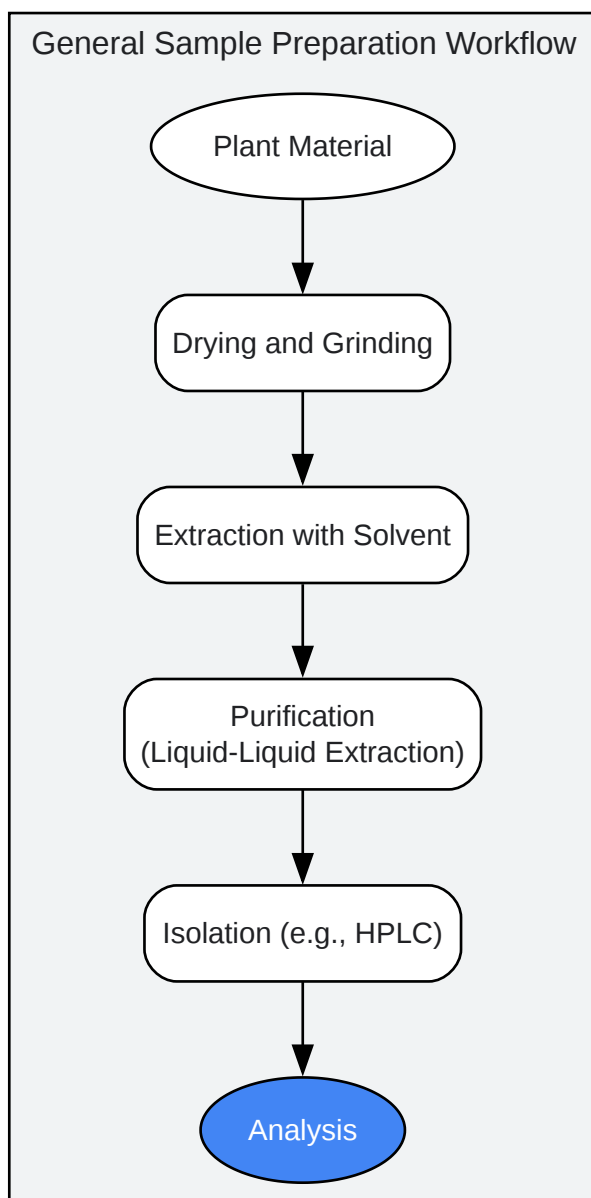 General Sample Preparation Workflow
Plant Material
Drying and Grinding
Extraction with Solvent
Purification
(Liquid-Liquid Extraction)
Isolation (e.g., HPLC)
Analysis